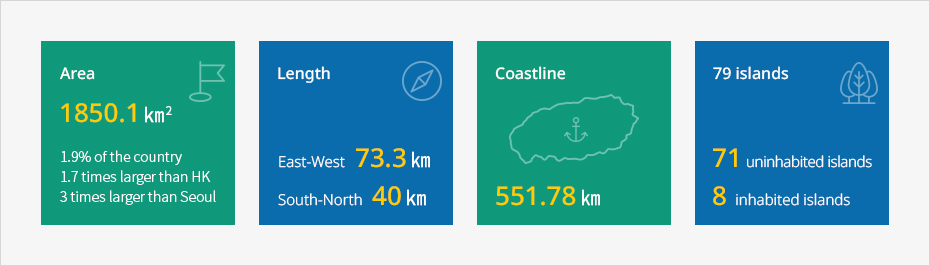 Area
1850.1 km²
1.9% of the country
1.7 times larger than HK
3 times larger than Seoul
Length
East-West 73.3 km
South-North 40 km
Coastline
551.78 km
79 islands
71 uninhabited islands
8 inhabited islands